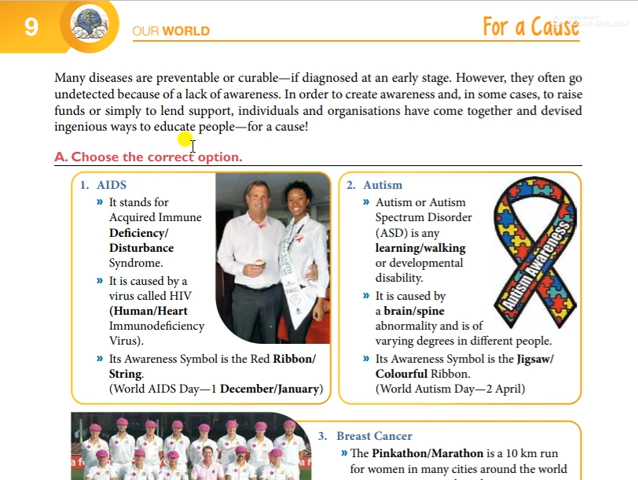 9
OUR WORLD
For a Cause
Many diseases are preventable or curable—if diagnosed at an early stage. However, they often go
undetected because of a lack of awareness. In order to create awareness and, in some cases, to raise
funds or simply to lend support, individuals and organisations have come together and devised
ingenious ways to educate people—for a cause!
A. Choose the correct option.
1. AIDS
» It stands for
Acquired Immune
Deficiency/
Disturbance
Syndrome.
» It is caused by a
virus called HIV
(Human/Heart
Immunodeficiency
Virus).
» Its Awareness Symbol is the Red Ribbon/
String.
(World AIDS Day—1 December/January)
2. Autism
» Autism or Autism
Spectrum Disorder
(ASD) is any
learning/walking
or developmental
disability.
» It is caused by
a brain/spine
abnormality and is of
varying degrees in different people.
» Its Awareness Symbol is the Jigsaw/
Colourful Ribbon.
(World Autism Day—2 April)
Autism Awareness
3. Breast Cancer
» The Pinkathon/Marathon is a 10 km run
for women in many cities around the world